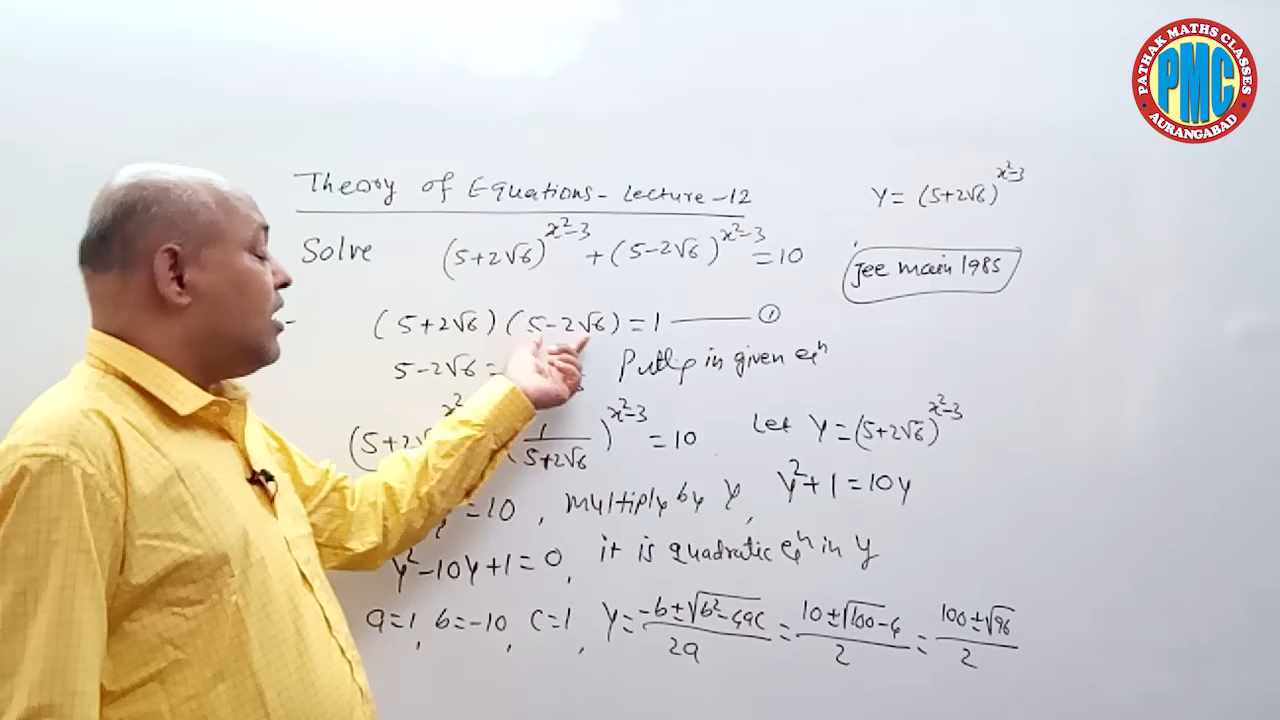 PATHAK MATHS CLASSES
PMC
AURANGABAD
Theory of Equations - Lecture - 12
Y = (5+2√6)^x²-3
Solve (5+2√6)^x²-3 + (5-2√6)^x²-3 = 10
Jee main 1985
(5+2√6) (5-2√6) = 1 ——— ①
5-2√6 = Putting in given eqⁿ
(5+2√ x² ( 1/5+2√6 )^x²-3 = 10 Let Y = (5+2√6)^x²-3
= 10 , Multiply by y, y²+1 = 10y
y²-10y+1 = 0, it is quadratic eqⁿ in y
a=1, b=-10, c=1, Y = -b±√b²-4ac/2a = 10±√100-4/2 = 100±√96/2